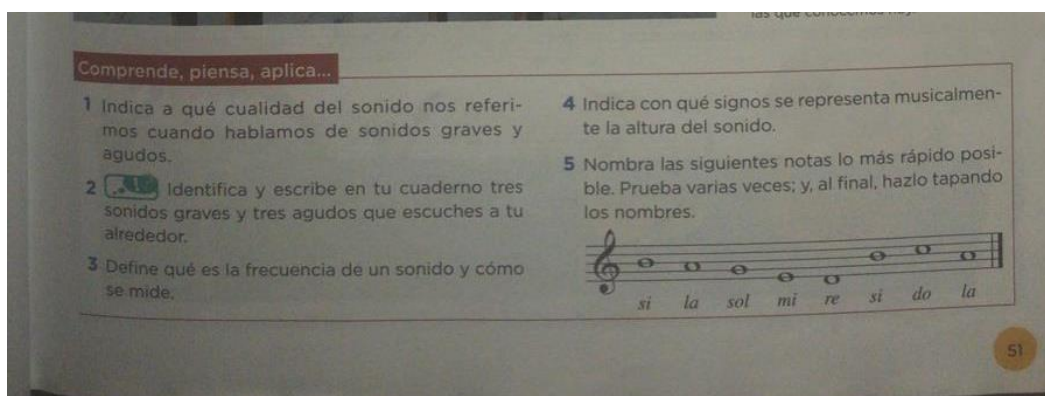 las que conocemos hoy.
Comprende, piensa, aplica...
1 Indica a qué cualidad del sonido nos referi-
mos cuando hablamos de sonidos graves y
agudos.
2 Identifica y escribe en tu cuaderno tres
sonidos graves y tres agudos que escuches a tu
alrededor.
3 Define qué es la frecuencia de un sonido y cómo
se mide.
4 Indica con qué signos se representa musicalmen-
te la altura del sonido.
5 Nombra las siguientes notas lo más rápido posi-
ble. Prueba varias veces; y, al final, hazlo tapando
los nombres.
si la sol mi re si do la
51